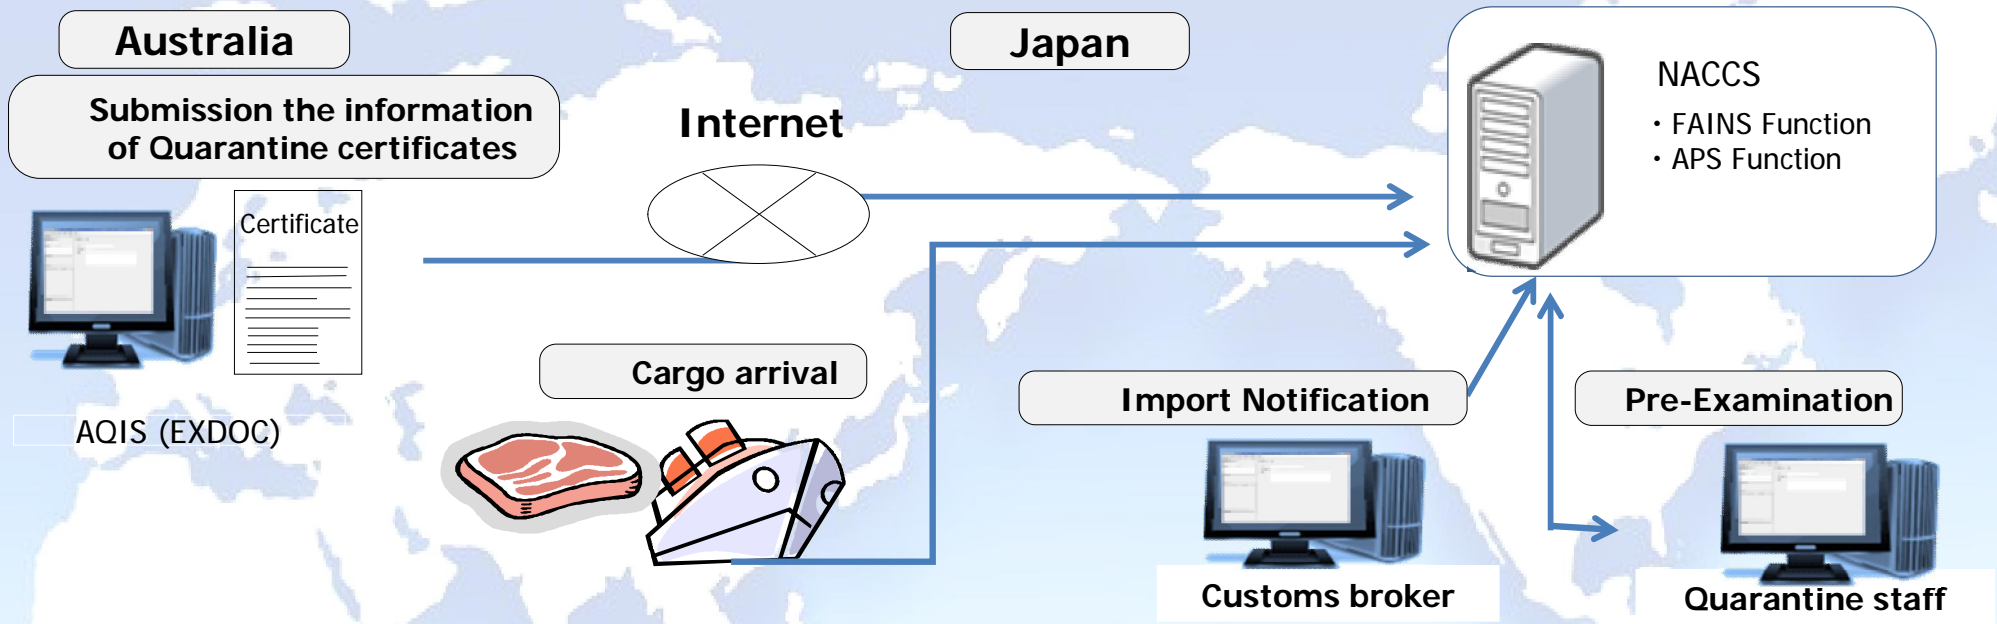 Australia
Submission the information
of Quarantine certificates
Certificate
AQIS (EXDOC)
Internet
Japan
NACCS
・FAINS Function
・APS Function
Cargo arrival
Import Notification
Pre-Examination
Customs broker
Quarantine staff